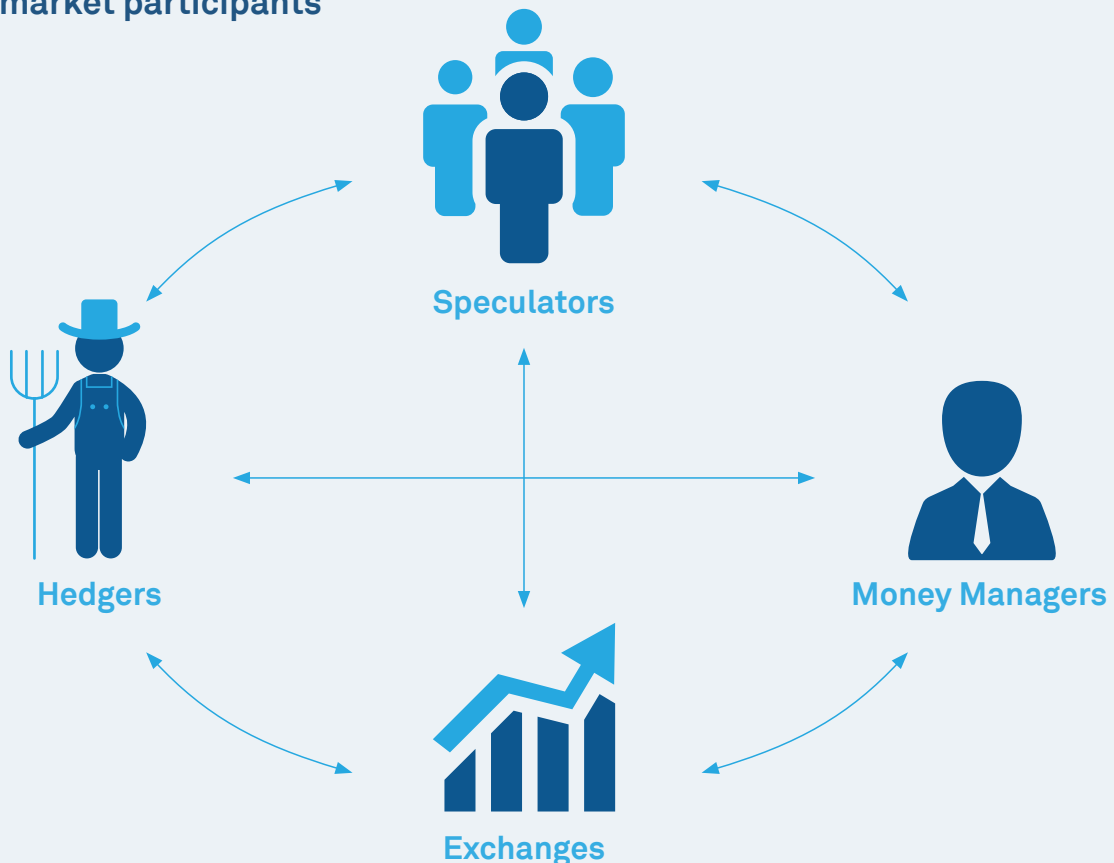 market participants
Speculators
Hedgers
Money Managers
Exchanges